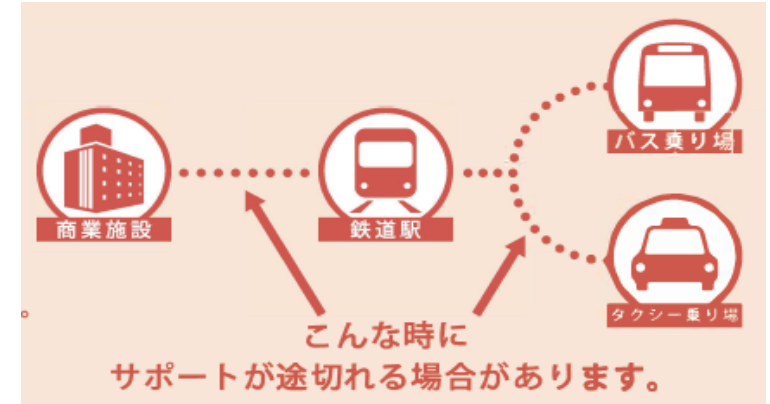 バス乗り場
商業施設
鉄道駅
タクシー乗り場
。
こんな時に
サポートが途切れる場合があります。